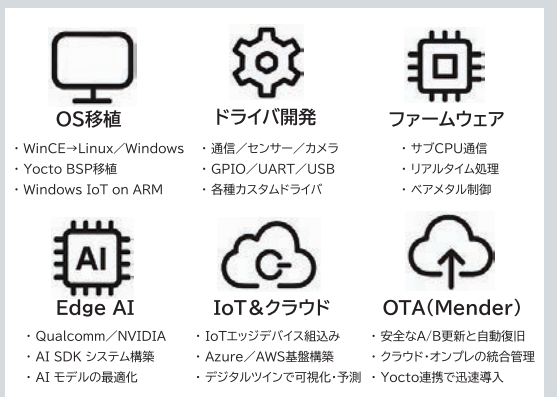 OS移植
・WinCE→Linux／Windows
・Yocto BSP移植
・Windows IoT on ARM
ドライバ開発
・通信／センサー／カメラ
・GPIO／UART／USB
・各種カスタムドライバ
ファームウェア
・サブCPU通信
・リアルタイム処理
・ベアメタル制御
AI
Edge AI
・Qualcomm／NVIDIA
・AI SDK システム構築
・AI モデルの最適化
IoT＆クラウド
・IoTエッジデバイス組込み
・Azure／AWS基盤構築
・デジタルツインで可視化・予測
OTA（Mender）
・安全なA/B更新と自動復旧
・クラウド・オンプレの統合管理
・Yocto連携で迅速導入